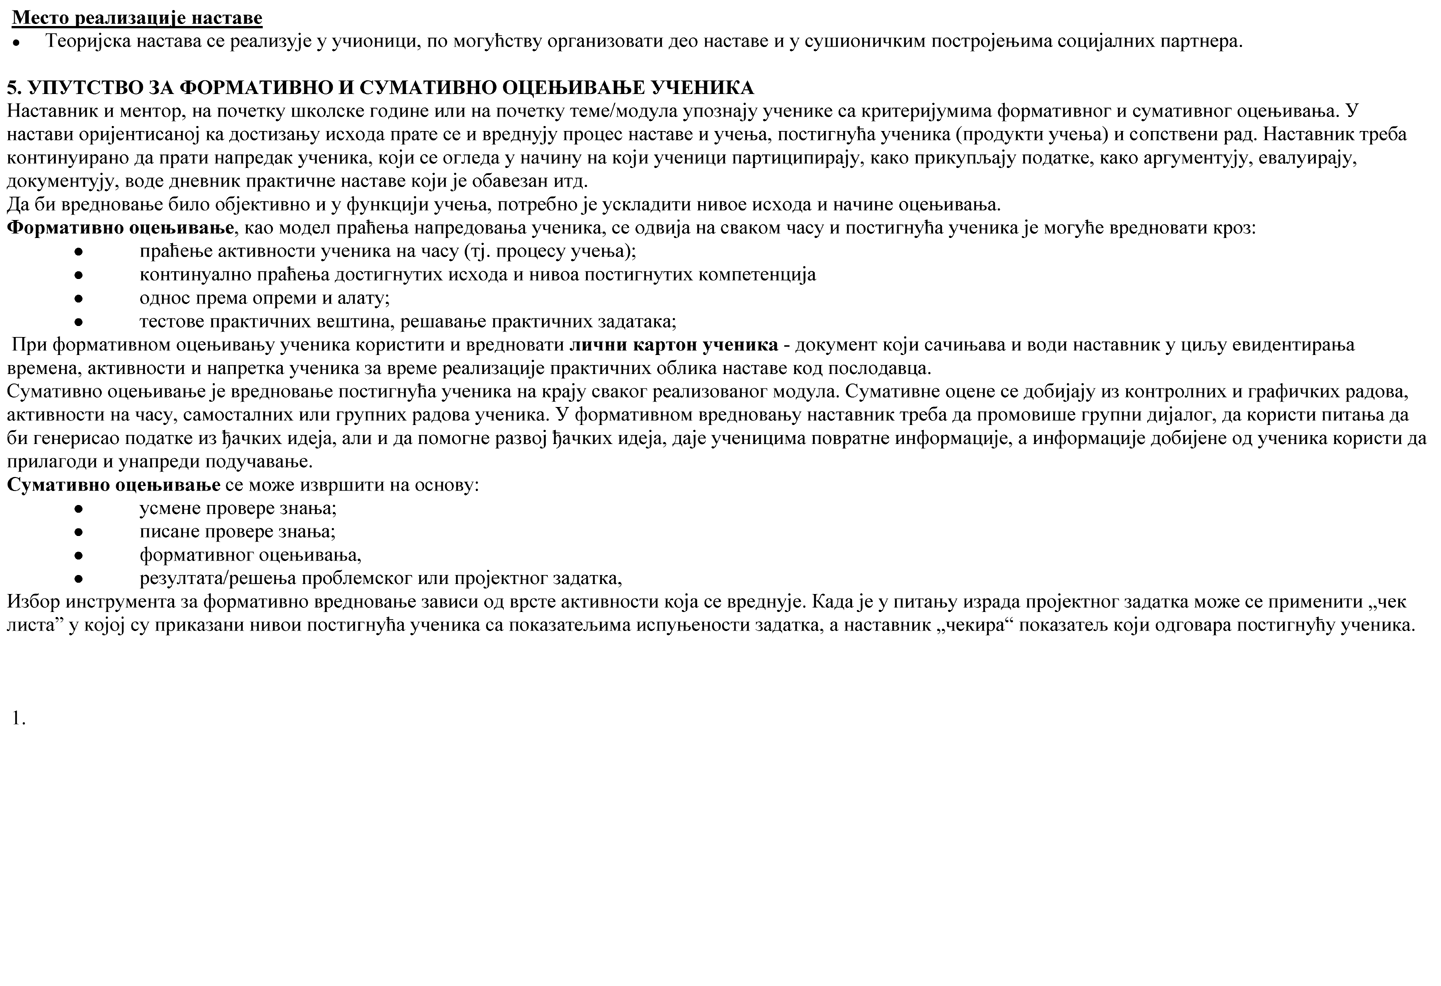 Место реализације наставе
• Теоријска настава се реализује у учионици, по могућству организовати део наставе и у сушионичким постројењима социјалних партнера.
5. УПУТСТВО ЗА ФОРМАТИВНО И СУМАТИВНО ОЦЕЊИВАЊЕ УЧЕНИКА
Наставник и ментор, на почетку школске године или на почетку теме/модула упознају ученике са критеријумима формативног и сумативног оцењивања. У
настави оријентисаној ка достизању исхода прате се и вреднују процес наставе и учења, постигнућа ученика (продукти учења) и сопствени рад. Наставник треба
континуирано да прати напредак ученика, који се огледа у начину на који ученици партиципирају, како прикупљају податке, како аргументују, евалуирају,
документују, воде дневник практичне наставе који је обавезан итд.
Да би вредновање било објективно и у функцији учења, потребно је ускладити нивое исхода и начине оцењивања.
Формативно оцењивање, као модел праћења напредовања ученика, се одвија на сваком часу и постигнућа ученика је могуће вредновати кроз:
• праћење активности ученика на часу (тј. процесу учења);
• континуално праћења достигнутих исхода и нивоа постигнутих компетенција
• однос према опреми и алату;
• тестове практичних вештина, решавање практичних задатака;
При формативном оцењивању ученика користити и вредновати лични картон ученика - документ који сачињава и води наставник у циљу евидентирања
времена, активности и напретка ученика за време реализације практичних облика наставе код послодавца.
Сумативно оцењивање је вредновање постигнућа ученика на крају сваког реализованог модула. Сумативне оцене се добијају из контролних и графичких радова,
активности на часу, самосталних или групних радова ученика. У формативном вредновању наставник треба да промовише групни дијалог, да користи питања да
би генерисао податке из ђачких идеја, али и да помогне развој ђачких идеја, даје ученицима повратне информације, а информације добијене од ученика користи да
прилагоди и унапреди подучавање.
Сумативно оцењивање се може извршити на основу:
• усмене провере знања;
• писане провере знања;
• формативног оцењивања,
• резултата/решења проблемског или пројектног задатка,
Избор инструмента за формативно вредновање зависи од врсте активности која се вреднује. Када је у питању израда пројектног задатка може се применити „чек
листа” у којој су приказани нивои постигнућа ученика са показатељима испуњености задатка, а наставник „чекира“ показатељ који одговара постигнућу ученика.
1.